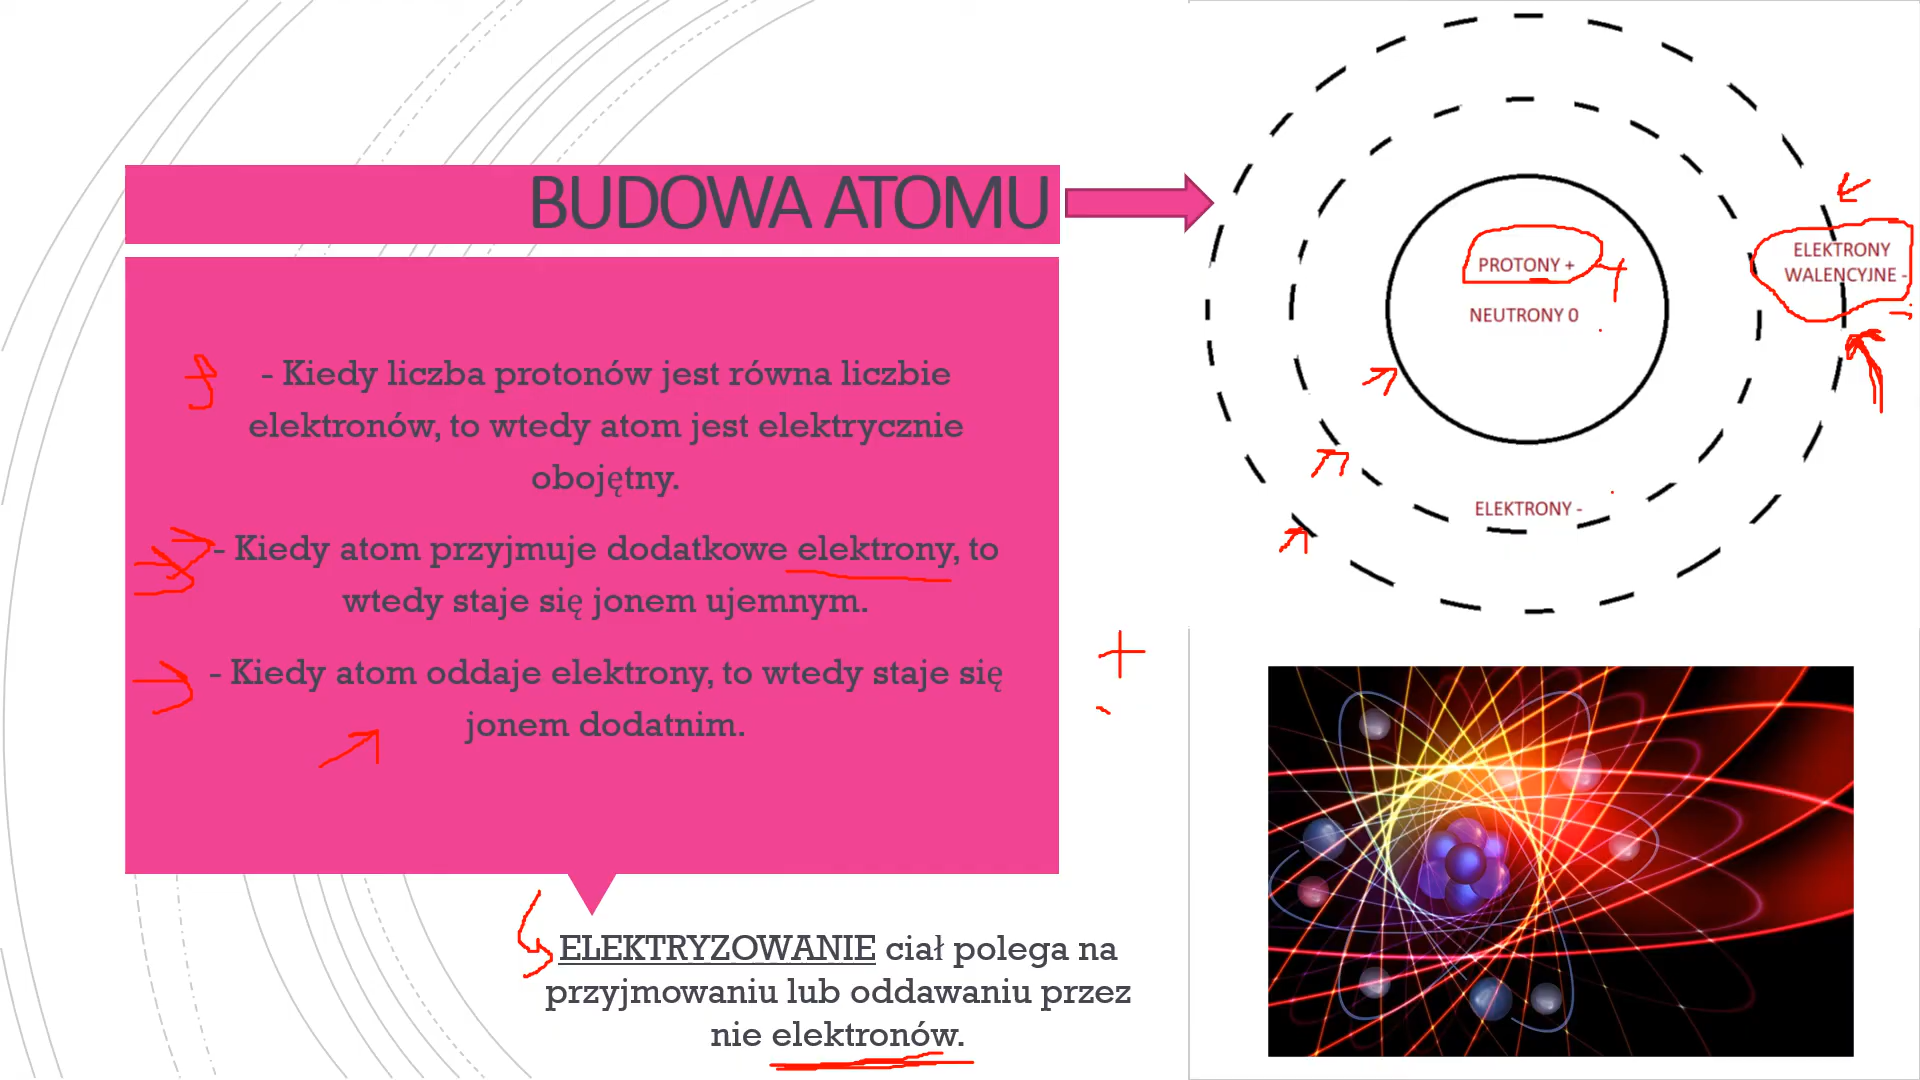 BUDOWA ATOMU
- Kiedy liczba protonów jest równa liczbie
elektronów, to wtedy atom jest elektrycznie
obojętny.
- Kiedy atom przyjmuje dodatkowe elektrony, to
wtedy staje się jonem ujemnym.
- Kiedy atom oddaje elektrony, to wtedy staje się
jonem dodatnim.
ELEKTRYZOWANIE ciał polega na
przyjmowaniu lub oddawaniu przez
nie elektronów.
PROTONY +
NEUTRONY 0
ELEKTRONY -
ELEKTRONY
WALENCYJNE -
+
+